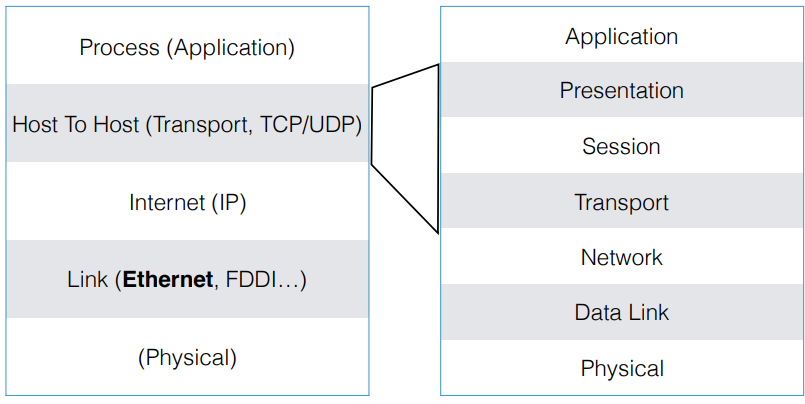 Process (Application)
Host To Host (Transport, TCP/UDP)
Internet (IP)
Link (Ethernet, FDDI…)
(Physical)
Application
Presentation
Session
Transport
Network
Data Link
Physical